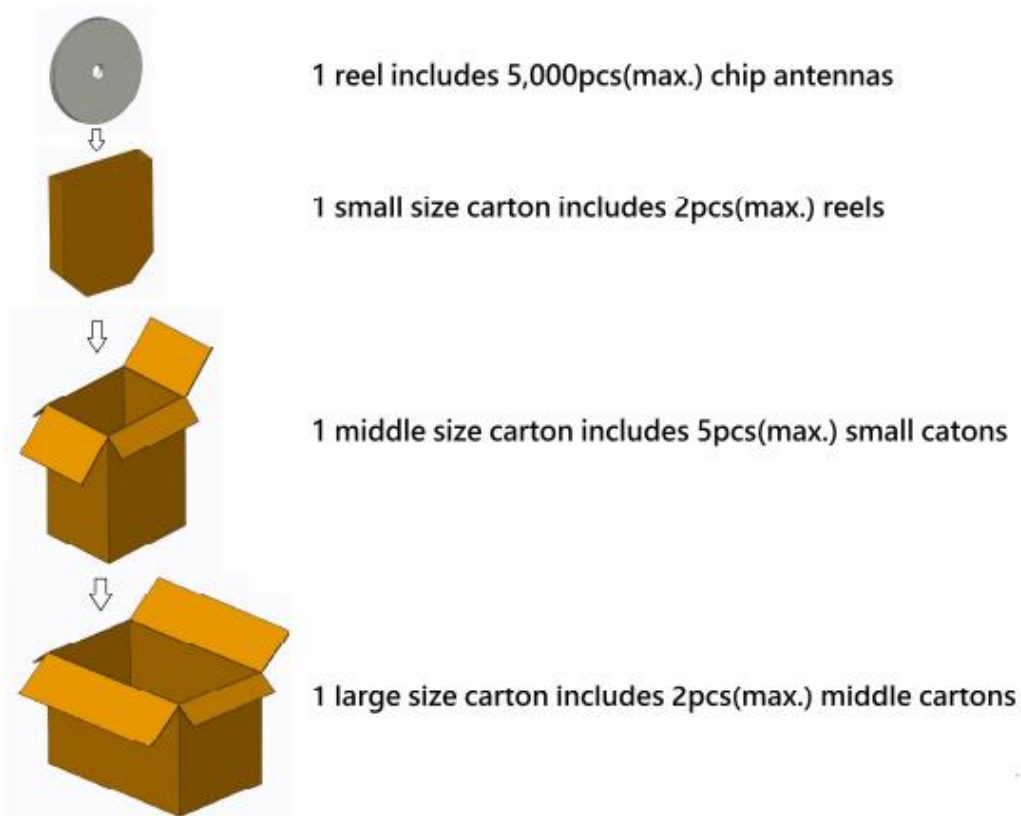 1 reel includes 5,000pcs(max.) chip antennas
1 small size carton includes 2pcs(max.) reels
1 middle size carton includes 5pcs(max.) small catons
1 large size carton includes 2pcs(max.) middle cartons